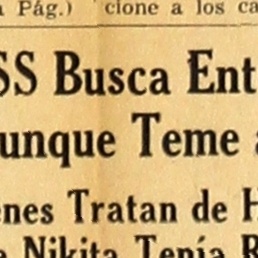 a Pág.) cione a los ca
SS Busca Ent
unque Teme a
enes Tratan de H
e Nikita Tenía R